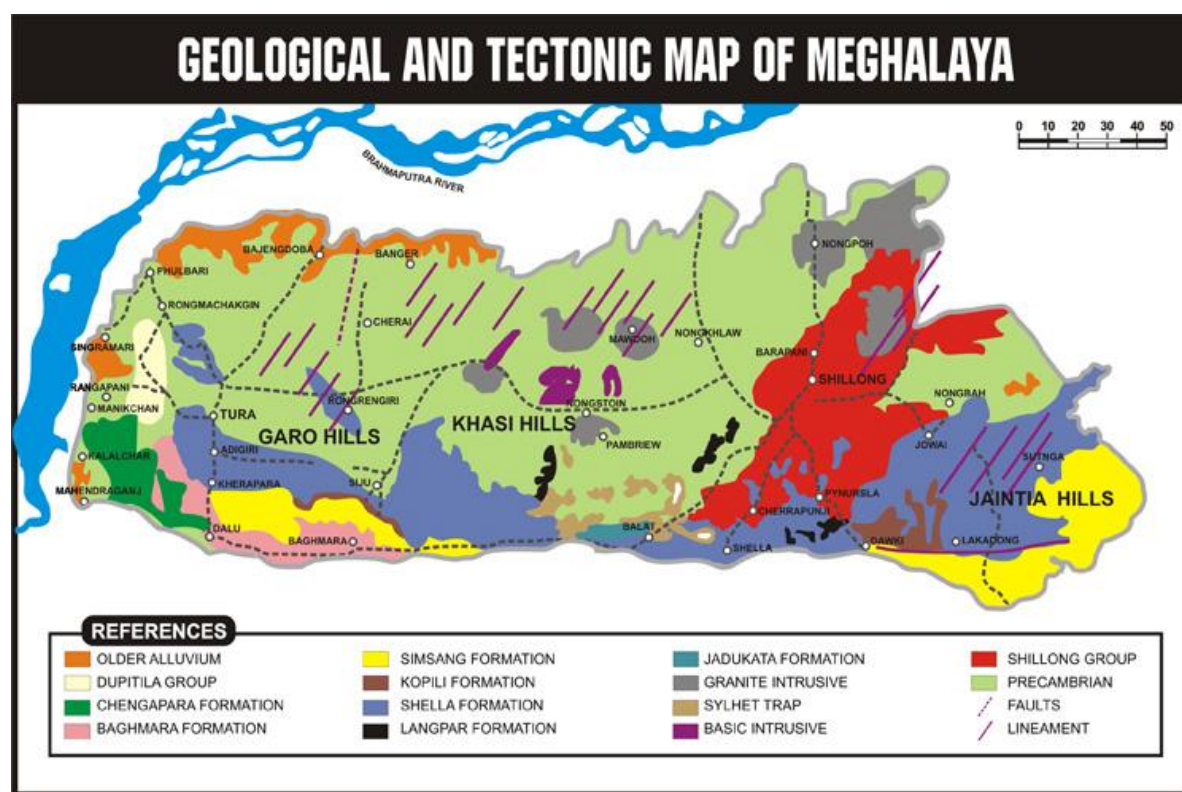 GEOLOGICAL AND TECTONIC MAP OF MEGHALAYA
0 10 20 30 40 50
BRAHMAPUTRA RIVER
NONGPOH
BAJENGDOBA
BANGER
PHULBARI
RONGMACHAKGIN
CHERAI
MAWDOH
NONGKHLAW
SINGRAMARI
BARAPANI
SHILLONG
RANGAPANI
MANIKCHAN
TURA
RONGRENGIRI
GARO HILLS
KHASI HILLS
NONGSTOIN
NONGBAH
PAMBRIEW
JOWAI
KALALCHAR
ADIGIRI
SUTNGA
MAHENDRAGANJ
KHERAPARA
SIJU
PYNURSLA
JAINTIA HILLS
CHERRAPUNJI
DALU
BAGHMARA
BALAT
SHELLA
DAWKI
LAKADONG
REFERENCES
OLDER ALLUVIUM
DUPITILA GROUP
CHENGAPARA FORMATION
BAGHMARA FORMATION
SIMSANG FORMATION
KOPILI FORMATION
SHELLA FORMATION
LANGPAR FORMATION
JADUKATA FORMATION
GRANITE INTRUSIVE
SYLHET TRAP
BASIC INTRUSIVE
SHILLONG GROUP
PRECAMBRIAN
FAULTS
LINEAMENT